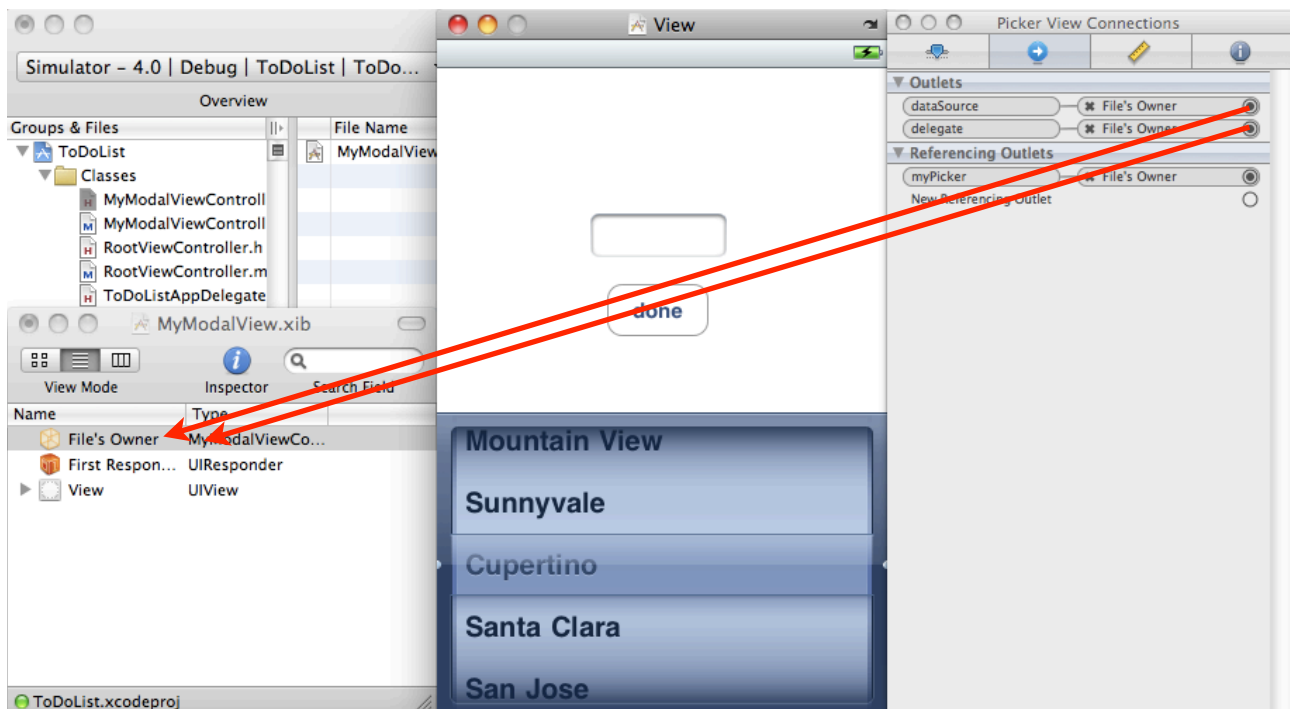 Simulator – 4.0 | Debug | ToDoList | ToDo...
Overview
Groups & Files
File Name
ToDoList
MyModalView
Classes
MyModalViewControll
MyModalViewControll
RootViewController.h
RootViewController.m
ToDoListAppDelegate
MyModalView.xib
View Mode
Inspector
Search Field
Name
Type
File's Owner
MyModalViewCo...
First Respon...
UIResponder
View
UIView
ToDoList.xcodeproj
View
done
Mountain View
Sunnyvale
Cupertino
Santa Clara
San Jose
Picker View Connections
Outlets
dataSource
File's Owner
delegate
File's Owner
Referencing Outlets
myPicker
File's Owner
New Referencing Outlet